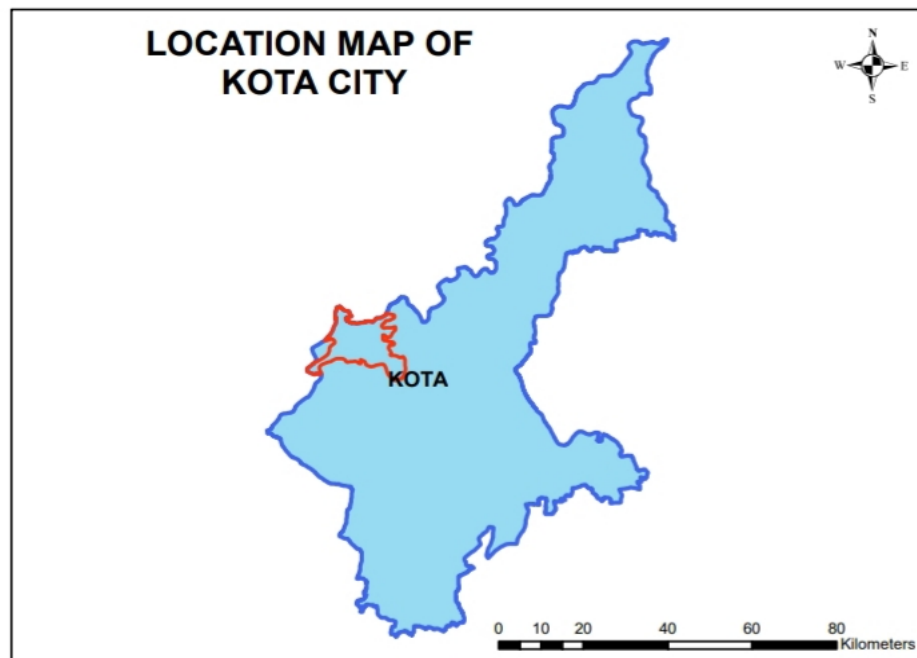 LOCATION MAP OF
KOTA CITY
N
W E
S
KOTA
0 10 20 40 60 80
Kilometers